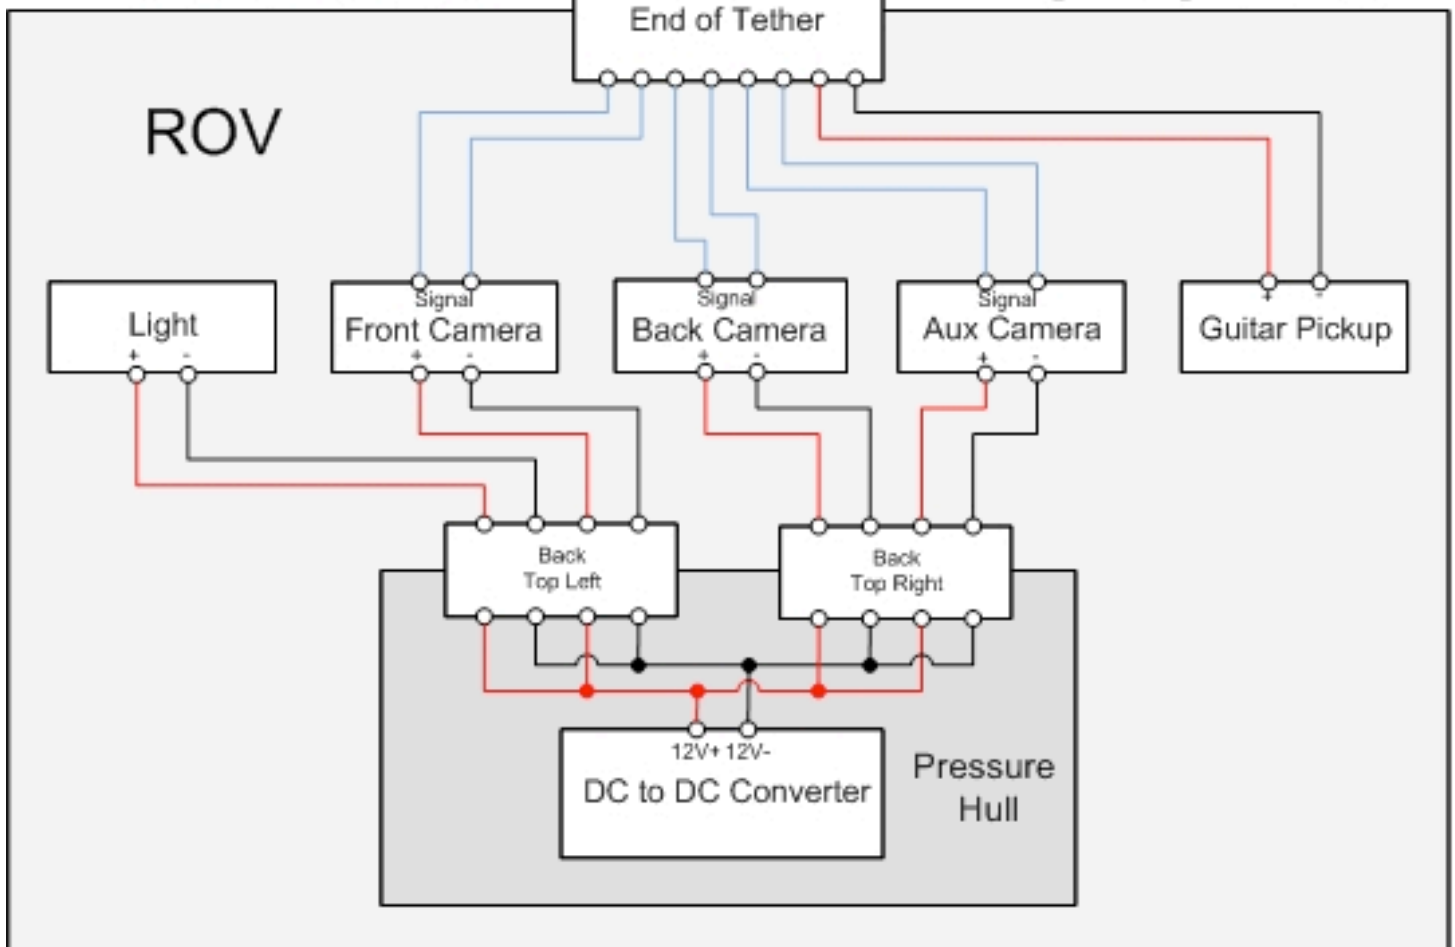 End of Tether
ROV
Signal
Signal
Signal
+ -
Light
Front Camera
Back Camera
Aux Camera
Guitar Pickup
+ -
+ -
+ -
+ -
Back
Top Left
Back
Top Right
12V+ 12V-
DC to DC Converter
Pressure
Hull